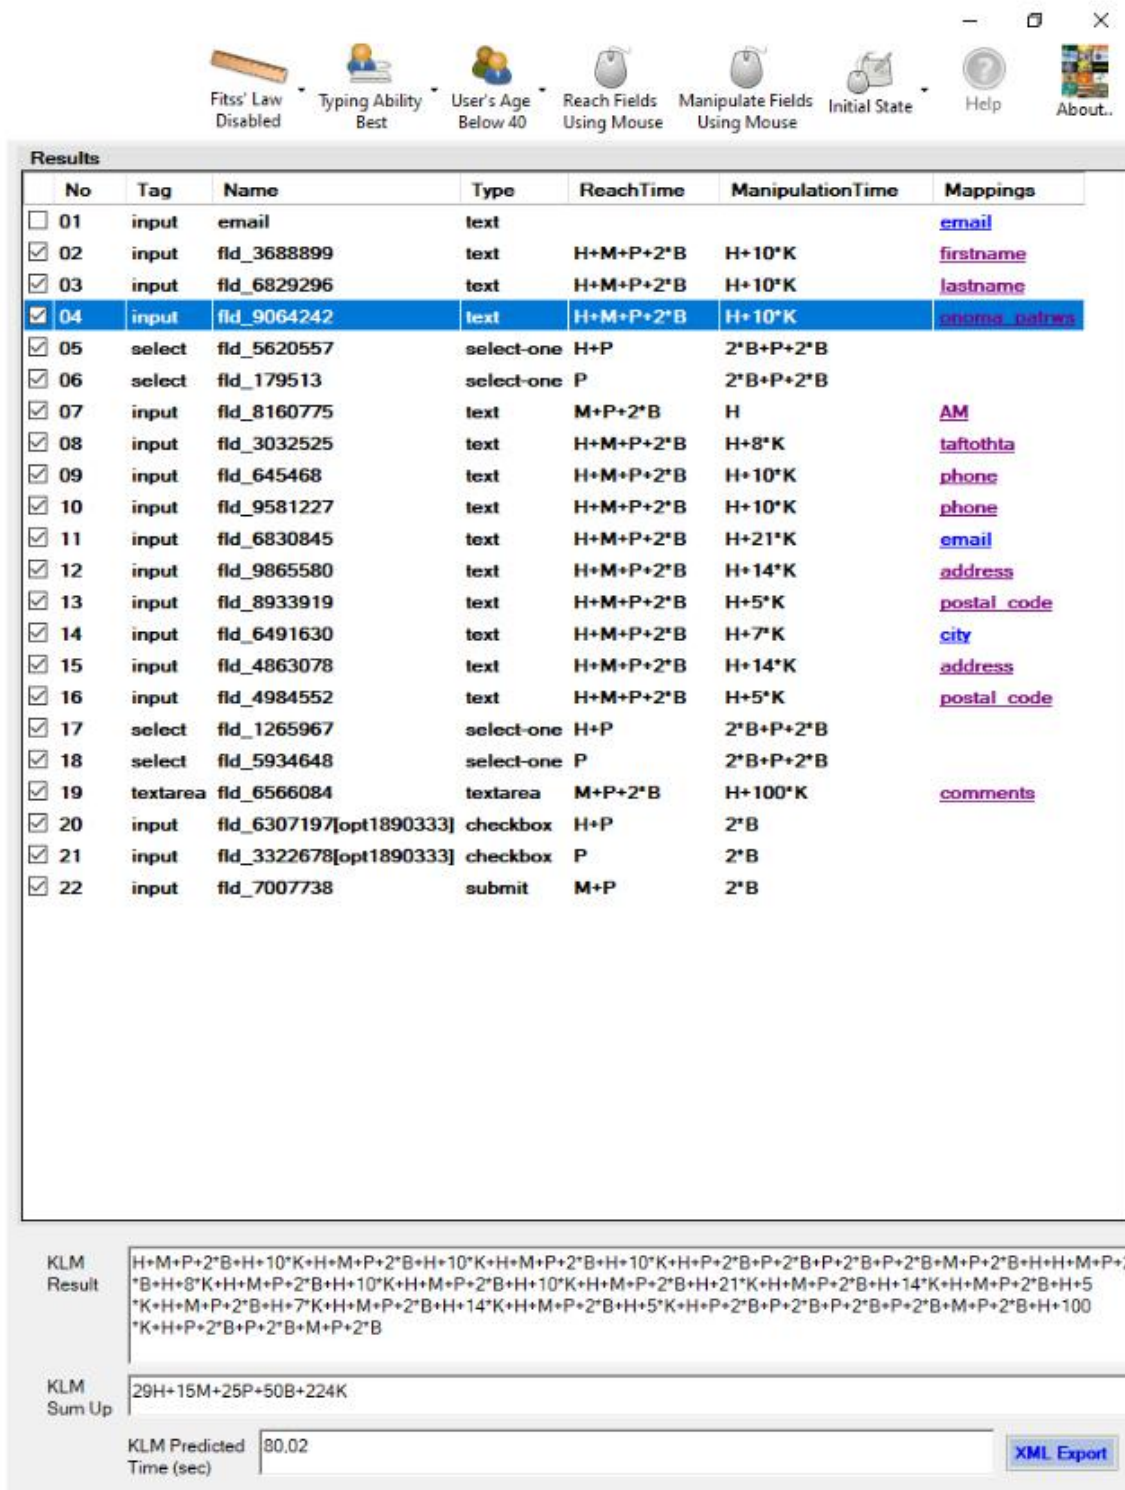 Fitss' Law Disabled
Typing Ability Best
User's Age Below 40
Reach Fields Using Mouse
Manipulate Fields Using Mouse
Initial State
Help
About..
Results
No Tag Name Type ReachTime ManipulationTime Mappings
01 input email text email
02 input fld_3688899 text H+M+P+2*B H+10*K firstname
03 input fld_6829296 text H+M+P+2*B H+10*K lastname
04 input fld_9064242 text H+M+P+2*B H+10*K onoma_patrws
05 select fld_5620557 select-one H+P 2*B+P+2*B
06 select fld_179513 select-one P 2*B+P+2*B
07 input fld_8160775 text M+P+2*B H AM
08 input fld_3032525 text H+M+P+2*B H+8*K taftothta
09 input fld_645468 text H+M+P+2*B H+10*K phone
10 input fld_9581227 text H+M+P+2*B H+10*K phone
11 input fld_6830845 text H+M+P+2*B H+21*K email
12 input fld_9865580 text H+M+P+2*B H+14*K address
13 input fld_8933919 text H+M+P+2*B H+5*K postal_code
14 input fld_6491630 text H+M+P+2*B H+7*K city
15 input fld_4863078 text H+M+P+2*B H+14*K address
16 input fld_4984552 text H+M+P+2*B H+5*K postal_code
17 select fld_1265967 select-one H+P 2*B+P+2*B
18 select fld_5934648 select-one P 2*B+P+2*B
19 textarea fld_6566084 textarea M+P+2*B H+100*K comments
20 input fld_6307197[opt1890333] checkbox H+P 2*B
21 input fld_3322678[opt1890333] checkbox P 2*B
22 input fld_7007738 submit M+P 2*B
KLM Result
H+M+P+2*B+H+10*K+H+M+P+2*B+H+10*K+H+M+P+2*B+H+10*K+H+P+2*B+P+2*B+P+2*B+P+2*B+M+P+2*B+H+H+M+P+2
*B+H+8*K+H+M+P+2*B+H+10*K+H+M+P+2*B+H+10*K+H+M+P+2*B+H+21*K+H+M+P+2*B+H+14*K+H+M+P+2*B+H+5
*K+H+M+P+2*B+H+7*K+H+M+P+2*B+H+14*K+H+M+P+2*B+H+5*K+H+P+2*B+P+2*B+P+2*B+P+2*B+M+P+2*B+H+100
*K+H+P+2*B+P+2*B+M+P+2*B
KLM Sum Up
29H+15M+25P+50B+224K
KLM Predicted Time (sec)
80,02
XML Export